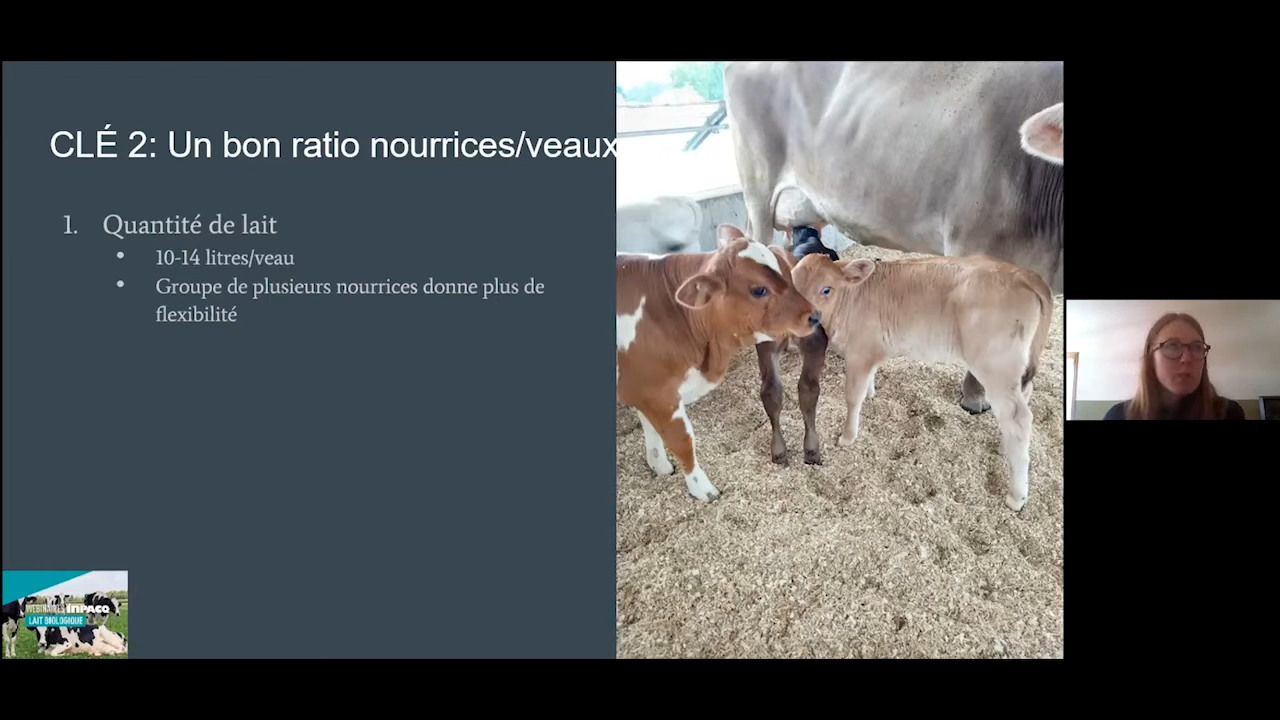 CLÉ 2: Un bon ratio nourrices/veaux
1. Quantité de lait
• 10-14 litres/veau
• Groupe de plusieurs nourrices donne plus de
flexibilité
WEBINAIRES INPACQ
LAIT BIOLOGIQUE